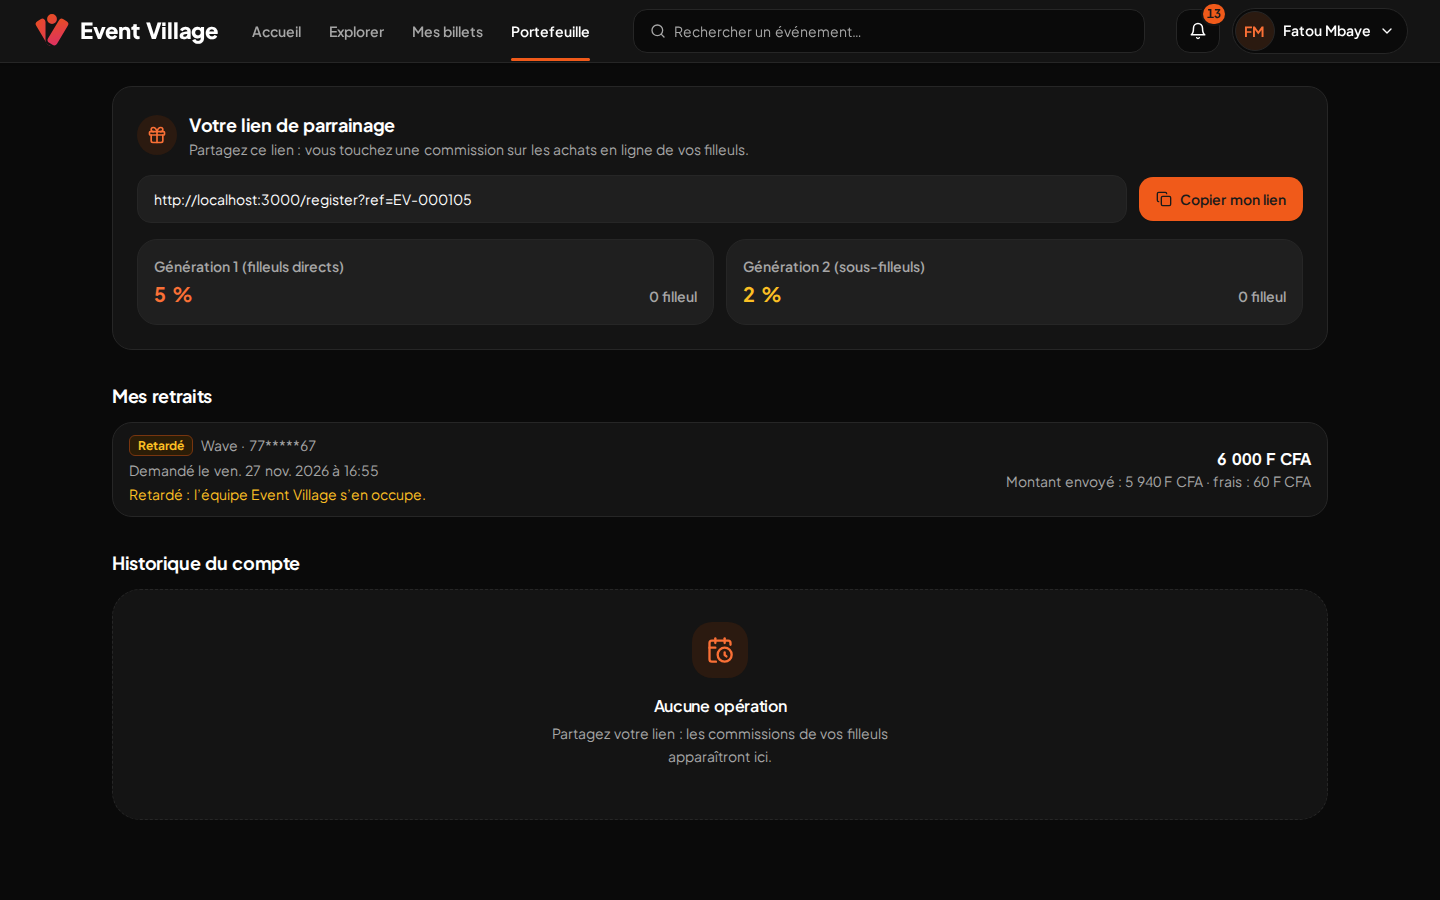 Event Village
Accueil
Explorer
Mes billets
Portefeuille
Rechercher un événement...
13
FM
Fatou Mbaye
Votre lien de parrainage
Partagez ce lien : vous touchez une commission sur les achats en ligne de vos filleuls.
http://localhost:3000/register?ref=EV-000105
Copier mon lien
Génération 1 (filleuls directs)
5 %
0 filleul
Génération 2 (sous-filleuls)
2 %
0 filleul
Mes retraits
Retardé
Wave · 77*****67
Demandé le ven. 27 nov. 2026 à 16:55
Retardé : l'équipe Event Village s'en occupe.
6 000 F CFA
Montant envoyé : 5 940 F CFA · frais : 60 F CFA
Historique du compte
Aucune opération
Partagez votre lien : les commissions de vos filleuls
apparaîtront ici.